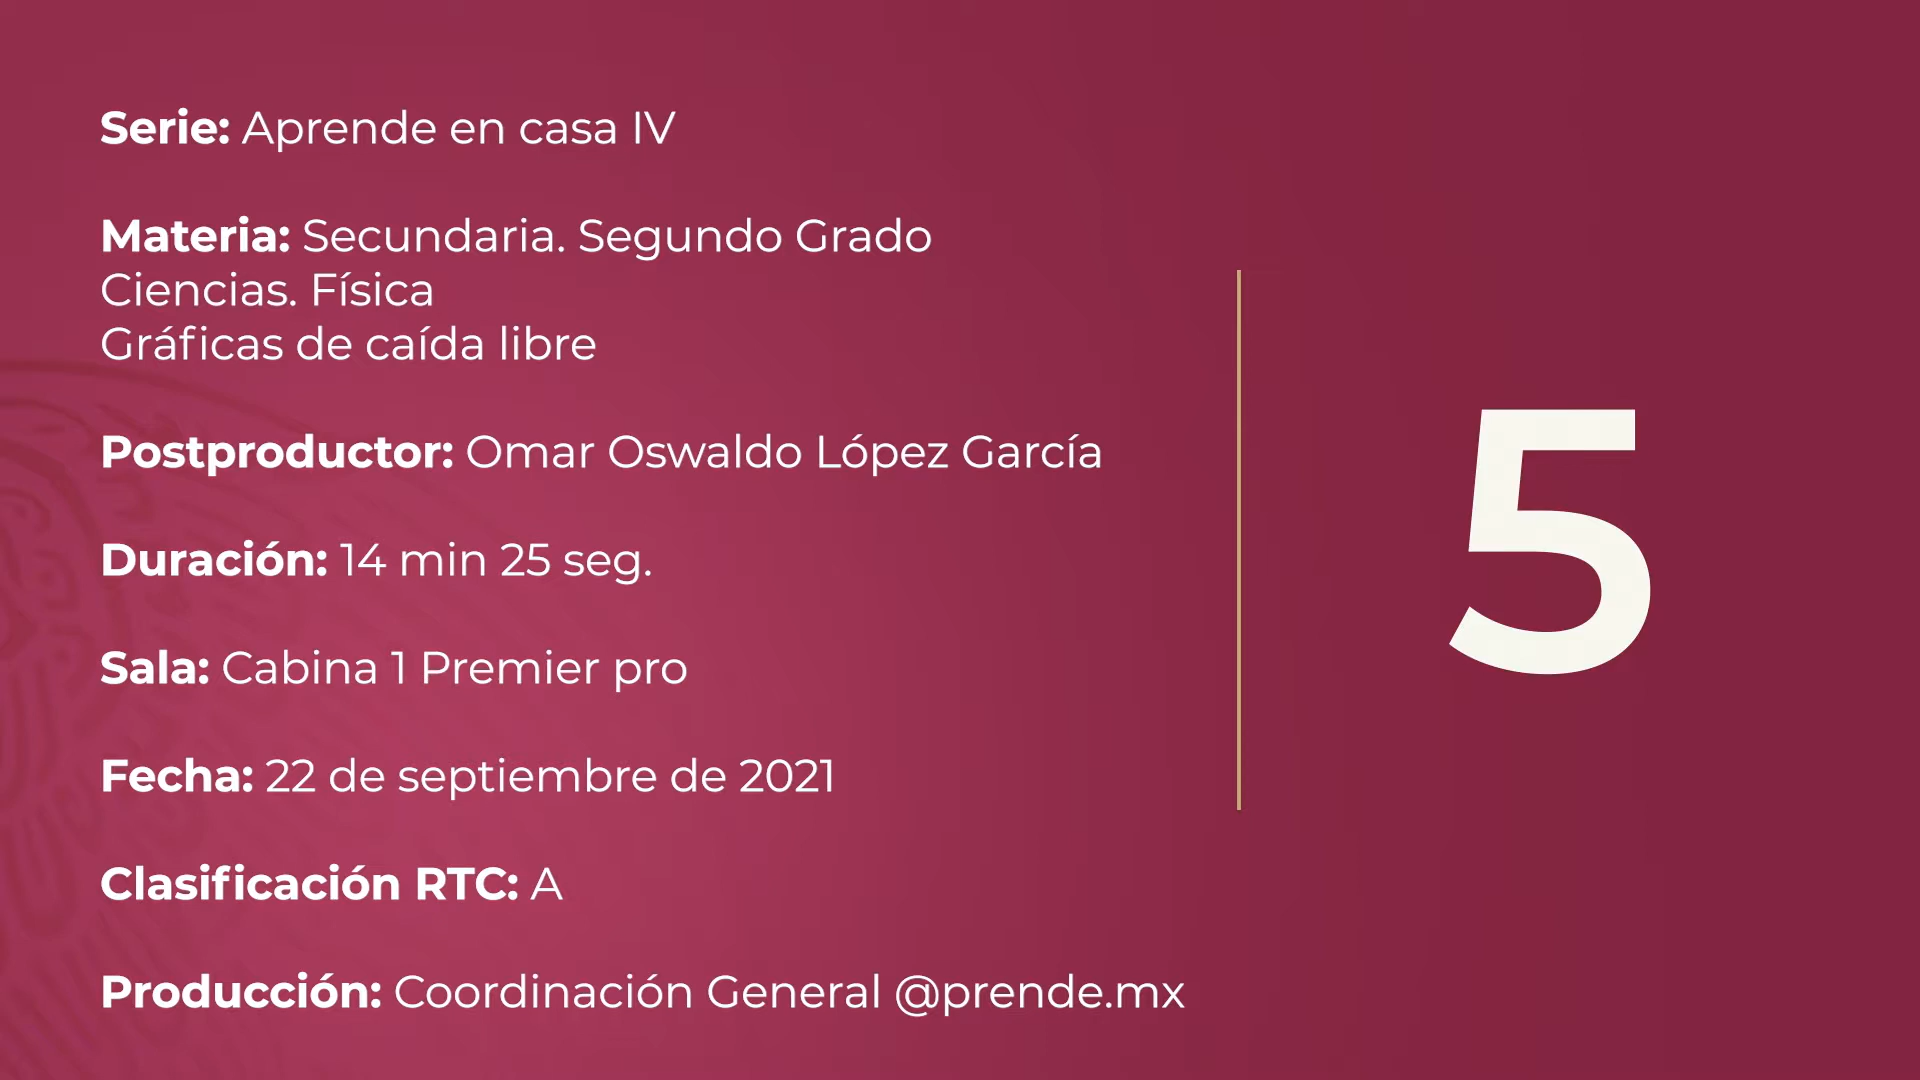 Serie: Aprende en casa IV
Materia: Secundaria. Segundo Grado
Ciencias. Física
Gráficas de caída libre
Postproductor: Omar Oswaldo López García
Duración: 14 min 25 seg.
Sala: Cabina 1 Premier pro
Fecha: 22 de septiembre de 2021
Clasificación RTC: A
Producción: Coordinación General @prende.mx
5